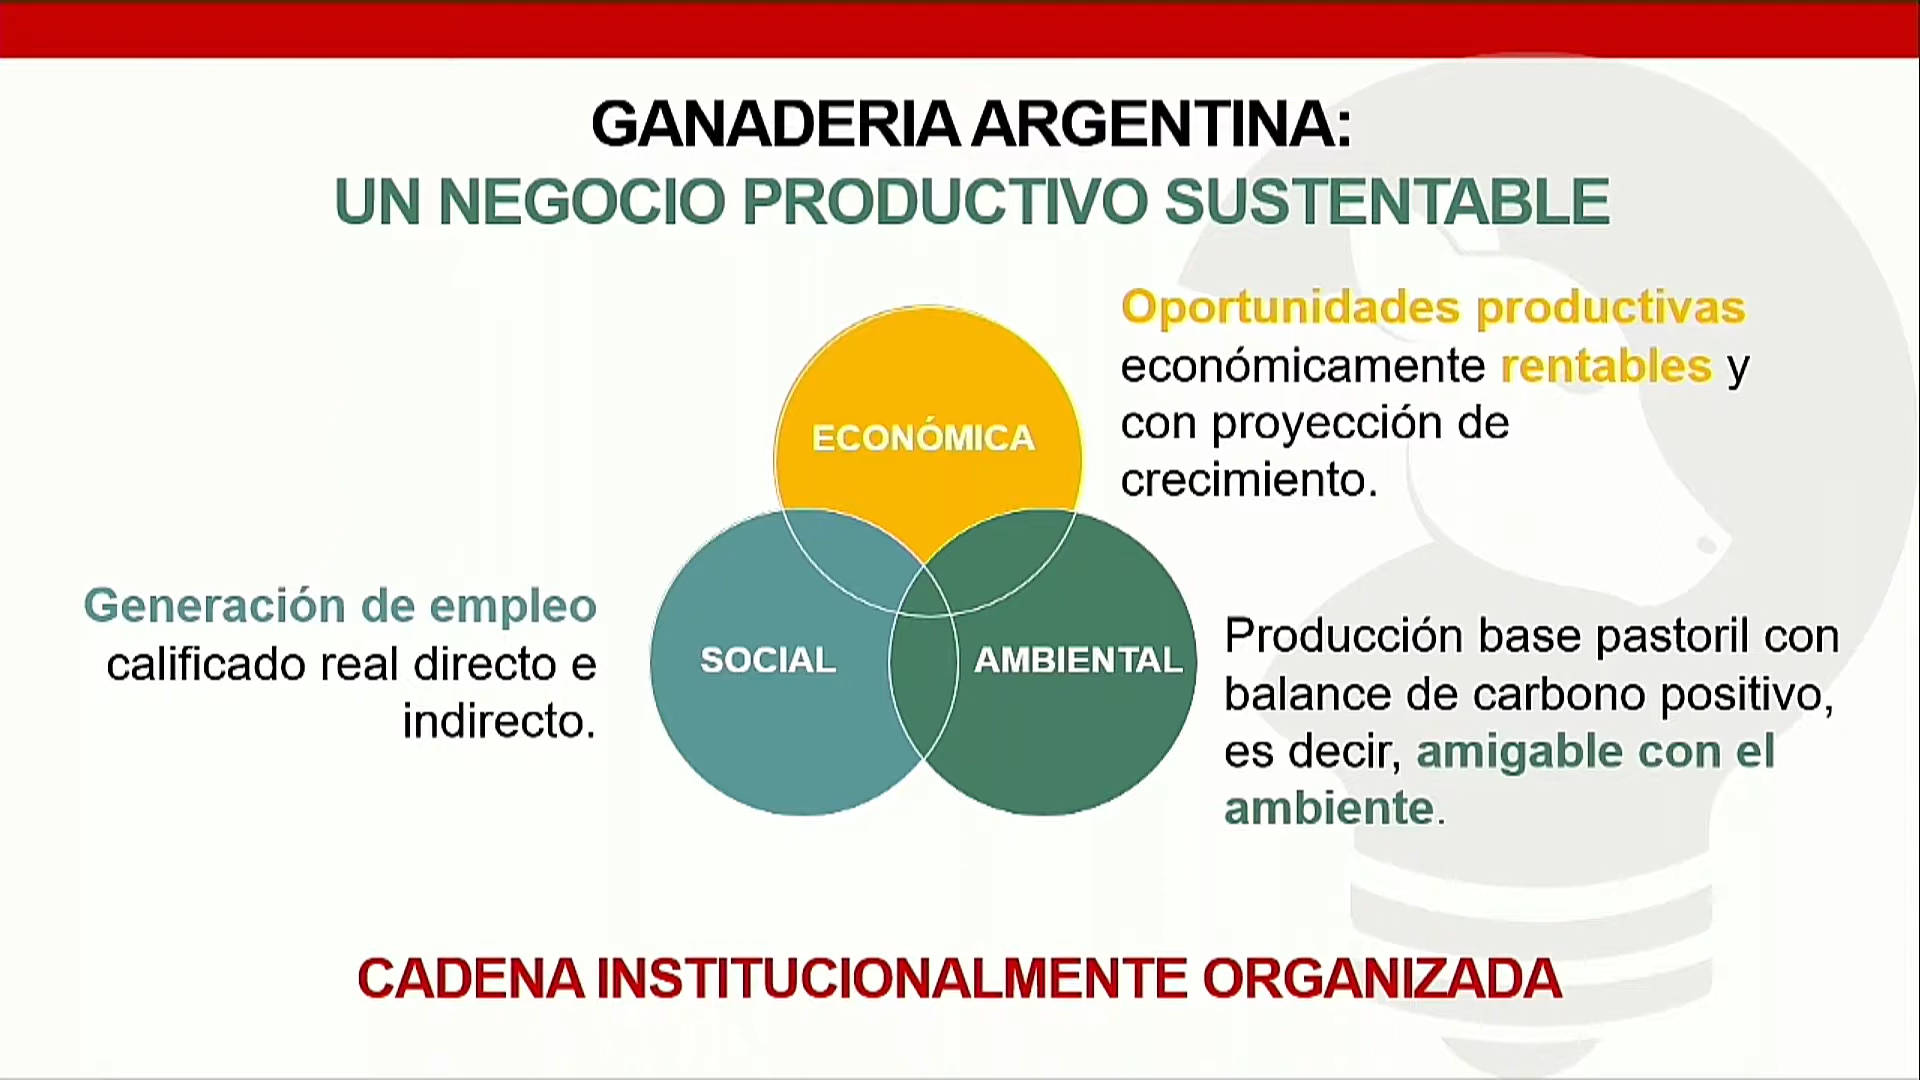 GANADERIA ARGENTINA:
UN NEGOCIO PRODUCTIVO SUSTENTABLE
Oportunidades productivas
económicamente rentables y
con proyección de
crecimiento.
ECONÓMICA
Generación de empleo
calificado real directo e
indirecto.
SOCIAL
AMBIENTAL
Producción base pastoril con
balance de carbono positivo,
es decir, amigable con el
ambiente.
CADENA INSTITUCIONALMENTE ORGANIZADA